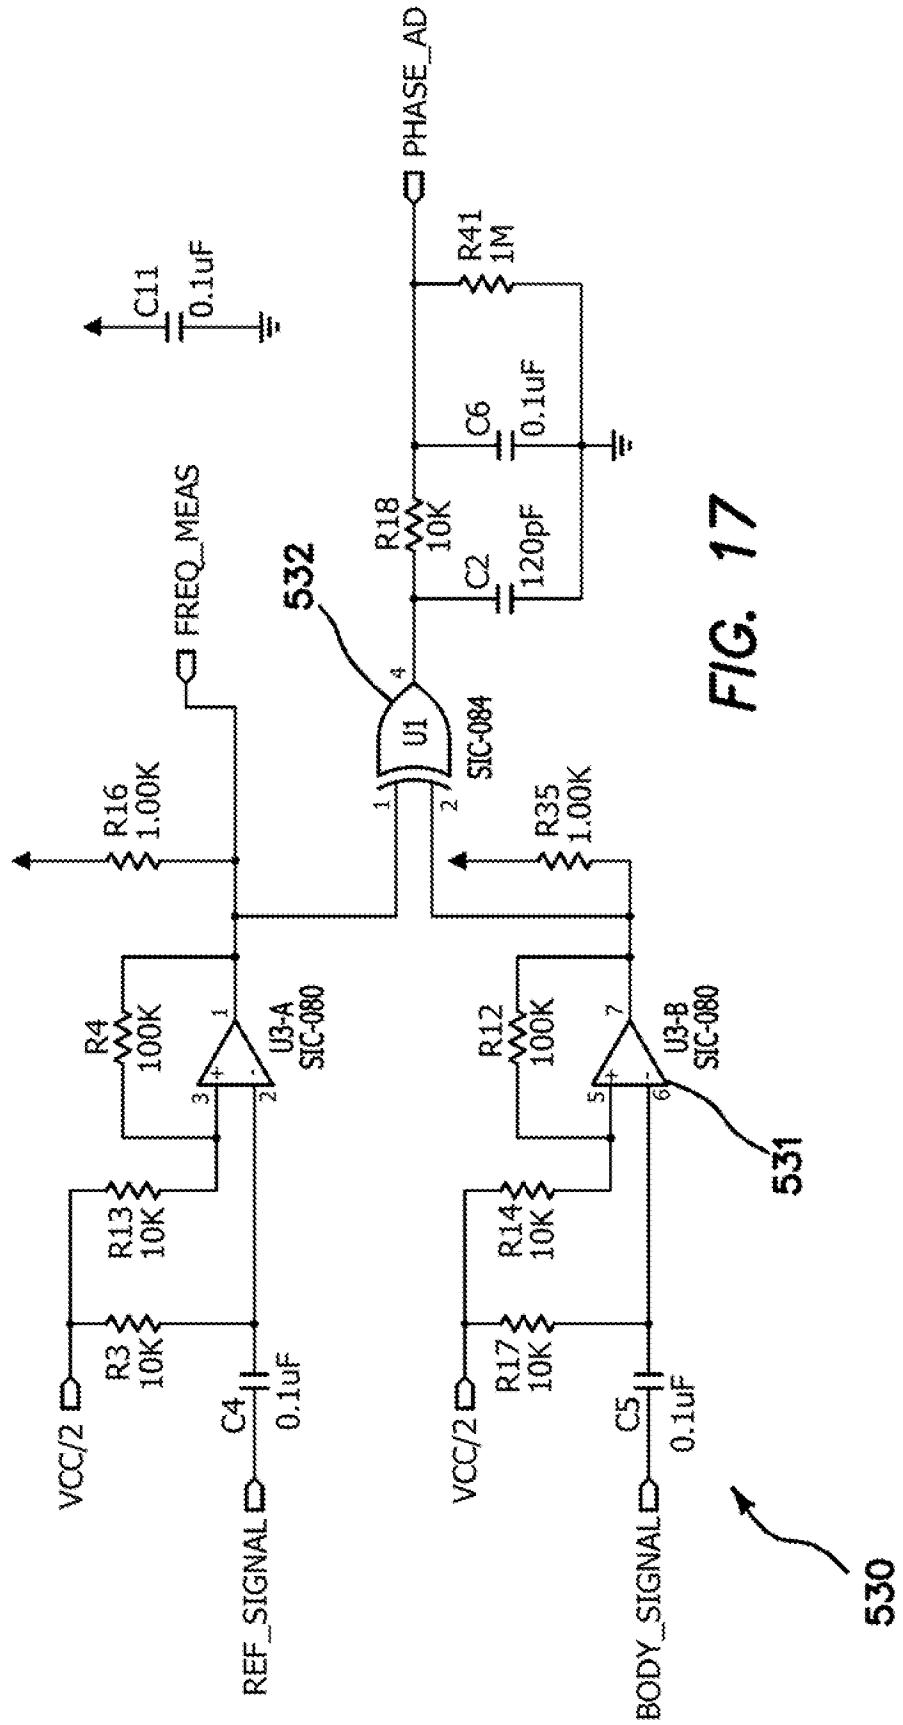 VCC/2
R3
10K
R13
10K
R4
100K
REF_SIGNAL
C4
0.1uF
3
+
2
-
1
U3-A
SIC-080
R16
1.00K
FREQ_MEAS
C11
0.1uF
VCC/2
R17
10K
R14
10K
R12
100K
BODY_SIGNAL
C5
0.1uF
5
+
6
-
7
U3-B
SIC-080
531
R35
1.00K
1
2
U1
4
SIC-084
532
R18
10K
C2
120pF
C6
0.1uF
R41
1M
PHASE_AD
530
FIG. 17